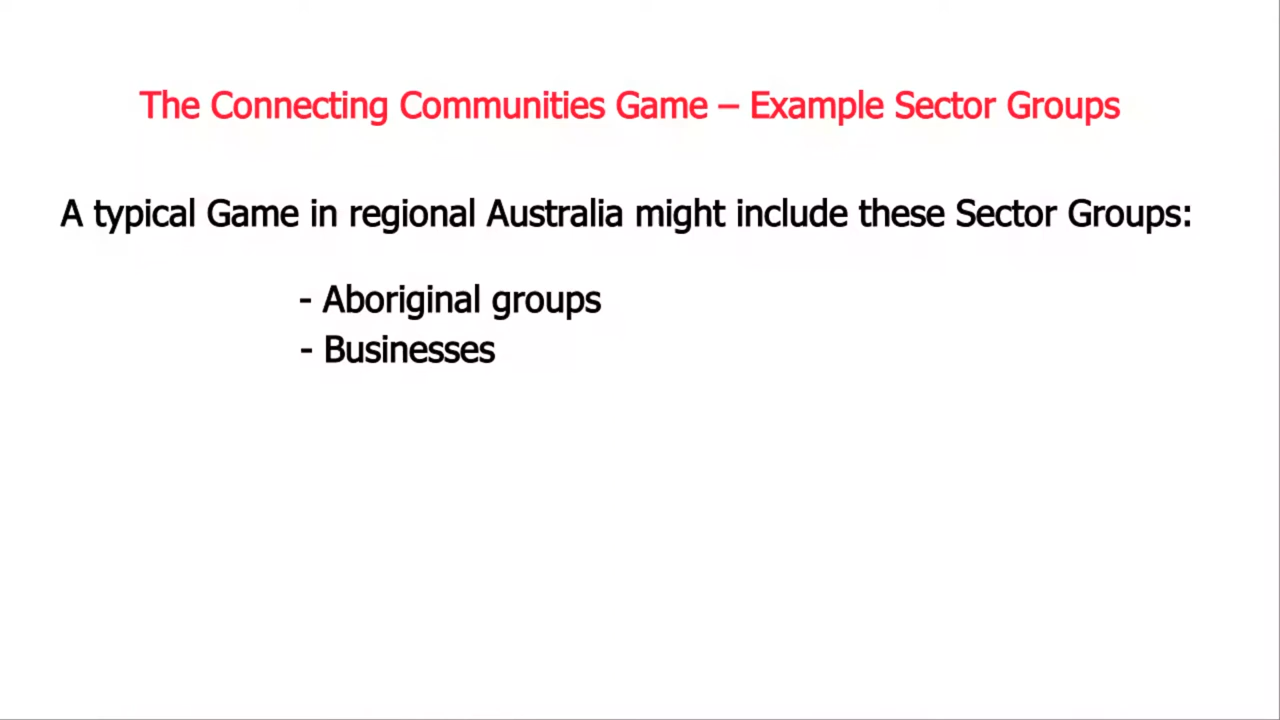 The Connecting Communities Game – Example Sector Groups
A typical Game in regional Australia might include these Sector Groups:
- Aboriginal groups
- Businesses